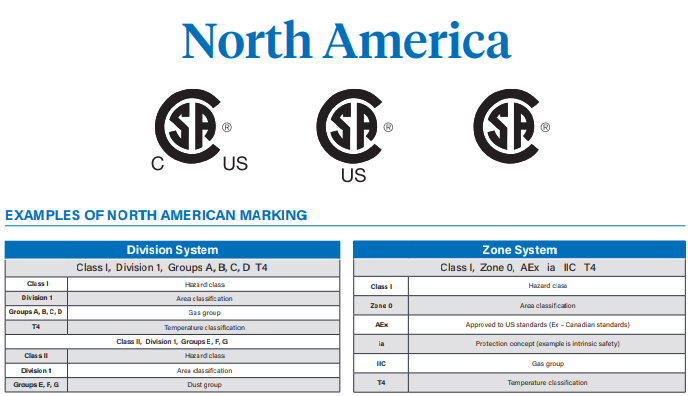 North America
CSA ® C US
CSA ® US
CSA ®
EXAMPLES OF NORTH AMERICAN MARKING
Division System
Class I, Division 1, Groups A, B, C, D T4
Class I Hazard class
Division 1 Area classification
Groups A, B, C, D Gas group
T4 Temperature classification
Class II, Division 1, Groups E, F, G
Class II Hazard class
Division 1 Area classification
Groups E, F, G Dust group
Zone System
Class I, Zone 0, AEx ia IIC T4
Class I Hazard class
Zone 0 Area classification
AEx Approved to US standards (Ex – Canadian standards)
ia Protection concept (example is intrinsic safety)
IIC Gas group
T4 Temperature classification